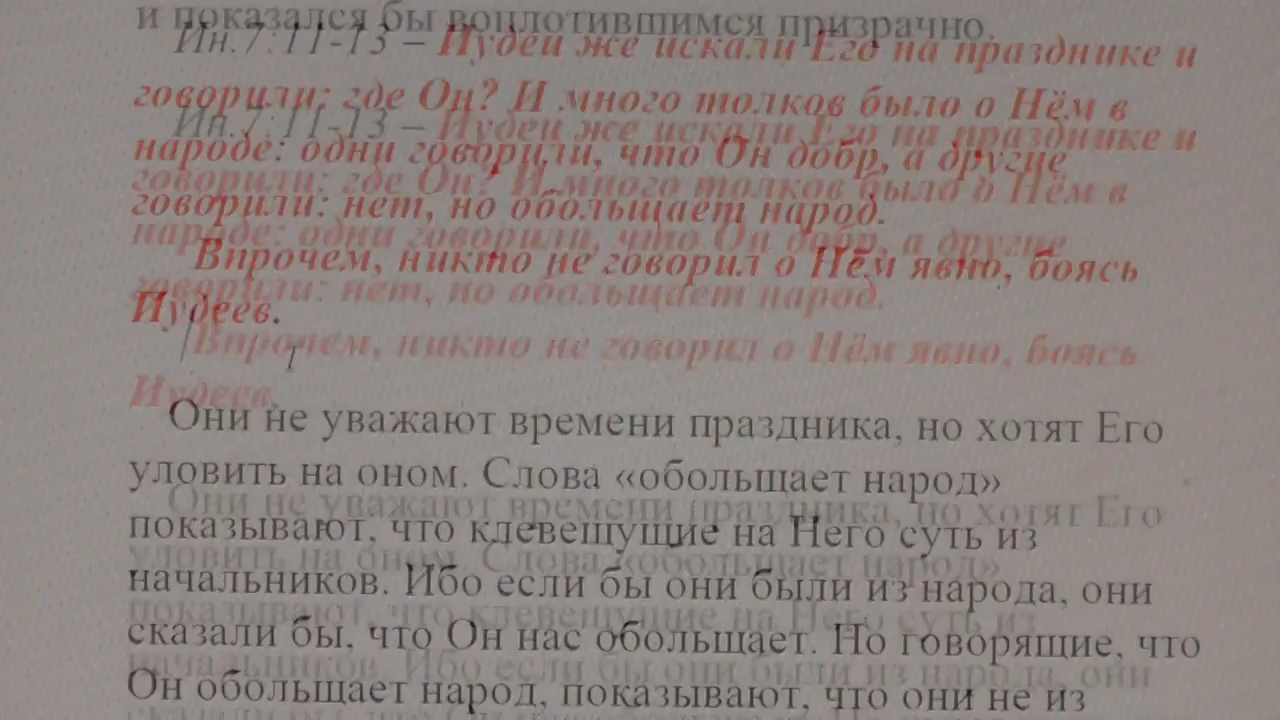 и показался бы воплотившимся призрачно.
Ин.7:11-13 – Иудеи же искали Его на празднике и
говорили: где Он? И много толков было о Нём в
народе: одни говорили, что Он добр, а другие
говорили: нет, но обольщает народ.
Впрочем, никто не говорил о Нём явно, боясь
Иудеев.
Они не уважают времени праздника, но хотят Его
уловить на оном. Слова «обольщает народ»
показывают, что клевещущие на Него суть из
начальников. Ибо если бы они были из народа, они
сказали бы, что Он нас обольщает. Но говорящие, что
Он обольщает народ, показывают, что они не из